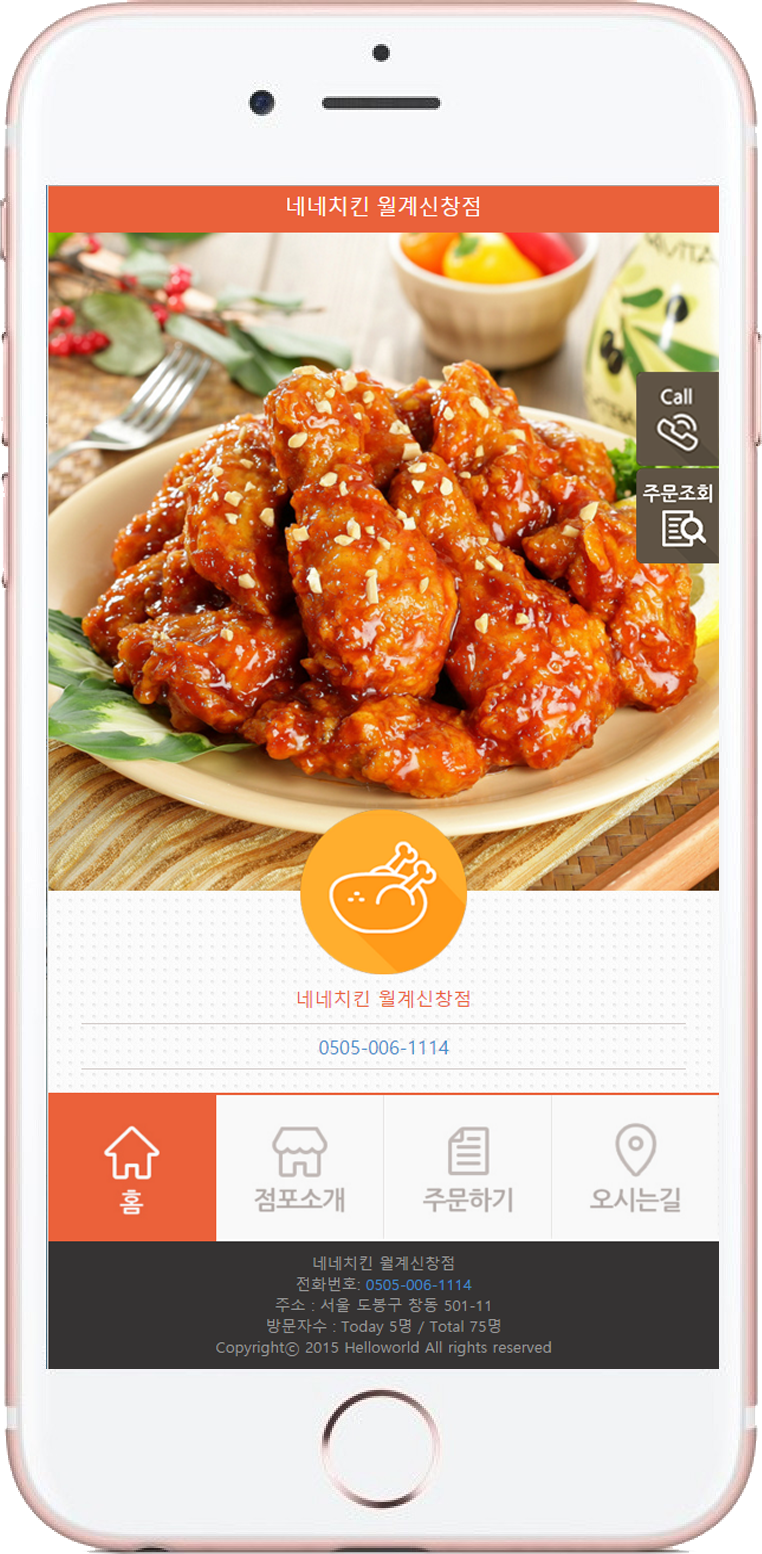 네네치킨 월계신창점
Call
주문조회
네네치킨 월계신창점
0505-006-1114
홈
점포소개
주문하기
오시는길
네네치킨 월계신창점
전화번호: 0505-006-1114
주소 : 서울 도봉구 창동 501-11
방문자수 : Today 5명 / Total 75명
Copyrightⓒ 2015 Helloworld All rights reserved